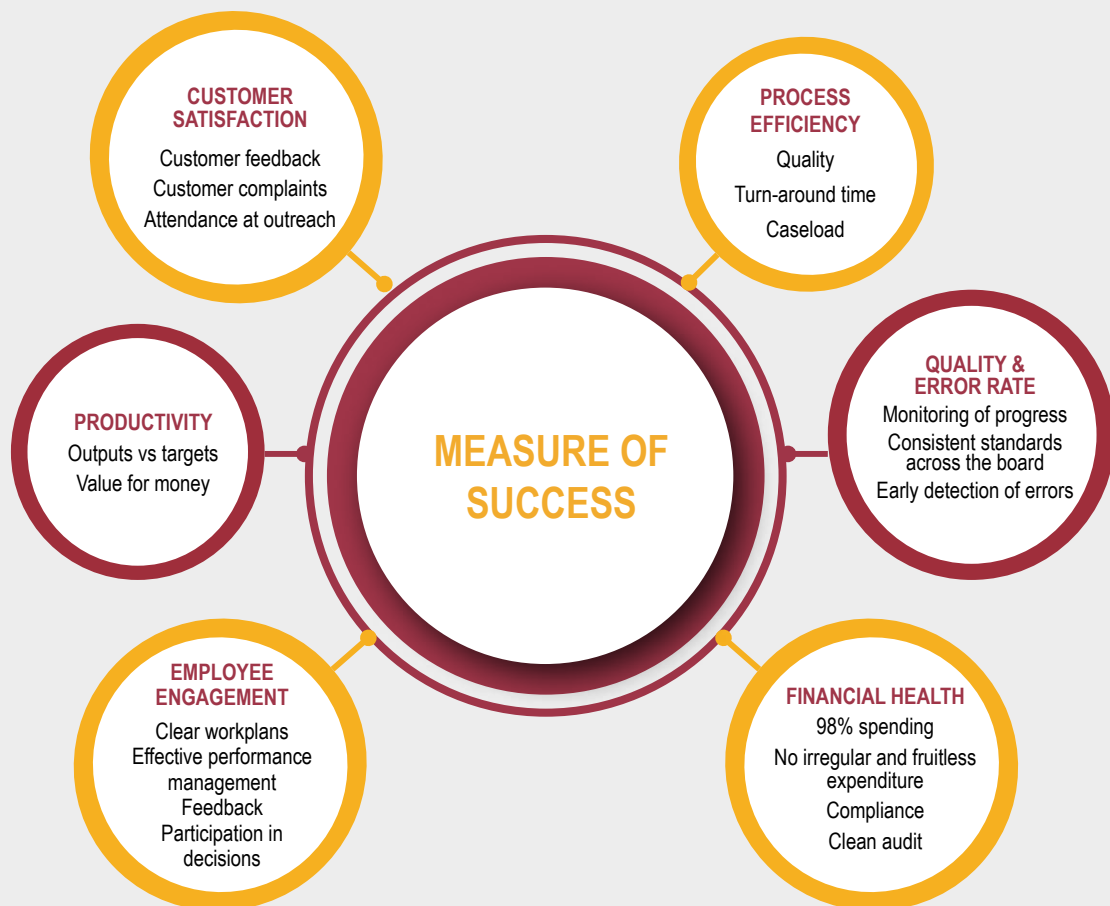 CUSTOMER
SATISFACTION
Customer feedback
Customer complaints
Attendance at outreach
PROCESS
EFFICIENCY
Quality
Turn-around time
Caseload
PRODUCTIVITY
Outputs vs targets
Value for money
MEASURE OF
SUCCESS
QUALITY &
ERROR RATE
Monitoring of progress
Consistent standards
across the board
Early detection of errors
EMPLOYEE
ENGAGEMENT
Clear workplans
Effective performance
management
Feedback
Participation in
decisions
FINANCIAL HEALTH
98% spending
No irregular and fruitless
expenditure
Compliance
Clean audit